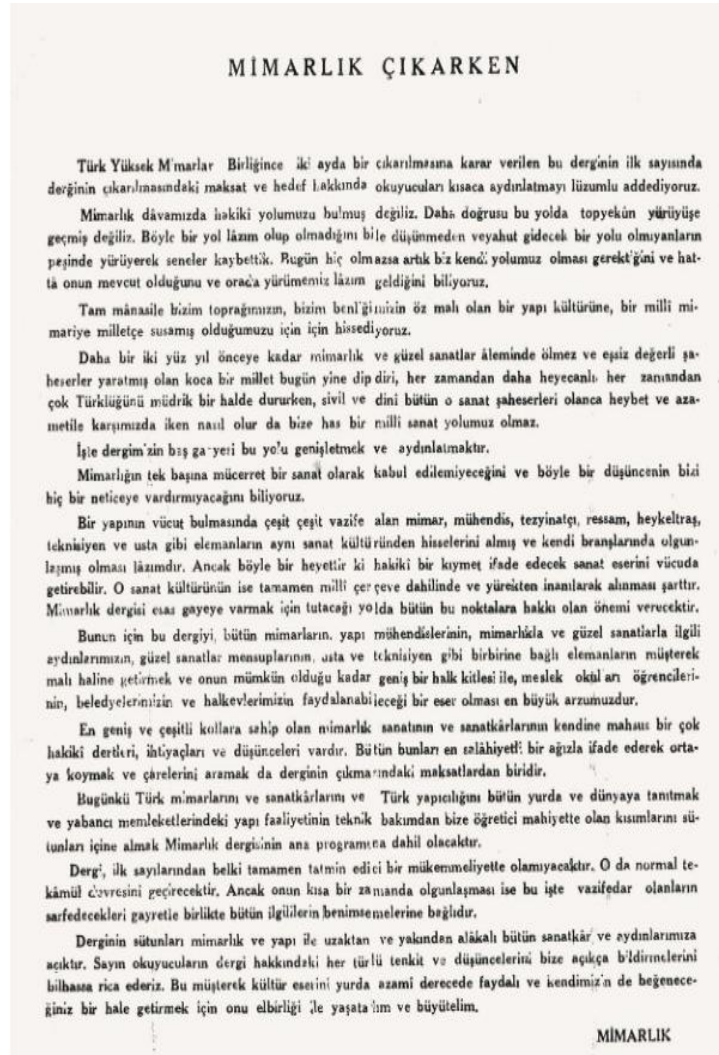 MİMARLIK ÇIKARKEN
Türk Yüksek Mimarlar Birliğince iki ayda bir çıkarılmasına karar verilen bu derginin ilk sayısında
derginin çıkarılmasındaki maksat ve hedef hakkında okuyucuları kısaca aydınlatmayı lüzumlu addediyoruz.
Mimarlık dâvamızda hakiki yolumuzu bulmuş değiliz. Daha doğrusu bu yolda topyekûn yürüyüşe
geçmiş değiliz. Böyle bir yol lâzım olup olmadığını bile düşünmeden veyahut gidecek bir yolu olmıyanların
peşinde yürüyerek seneler kaybettik. Bugün hiç olmazsa artık biz kendi yolumuz olması gerektiğini ve hat-
tâ onun mevcut olduğunu ve orada yürümemiz lâzım geldiğini biliyoruz.
Tam mânasile bizim toprağımızın, bizim benliğimizin öz malı olan bir yapı kültürüne, bir milli mi-
mariye milletçe susamış olduğumuzu için için hissediyoruz.
Daha bir iki yüz yıl önceye kadar mimarlık ve güzel sanatlar âleminde ölmez ve eşsiz değerli şa-
heserler yaratmış olan koca bir millet bugün yine dip diri, her zamandan daha heyecanlı her zamandan
çok Türklüğünü müdrik bir halde dururken, sivil ve dini bütün o sanat şaheserleri olanca heybet ve aza-
metile karşımızda iken nasıl olur da bize has bir milli sanat yolumuz olmaz.
İşte dergimizin baş gayesi bu yolu genişletmek ve aydınlatmaktır.
Mimarlığın tek başına mücerret bir sanat olarak kabul edilemiyeceğini ve böyle bir düşüncenin bizi
hiç bir neticeye vardırmıyacağını biliyoruz.
Bir yapının vücut bulmasında çeşit çeşit vazife alan mimar, mühendis, tezyinatçı, ressam, heykeltraş,
teknisiyen ve usta gibi elemanların aynı sanat kültüründen hisselerini almış ve kendi branşlarında olgun-
laşmış olması lâzımdır. Ancak böyle bir heyettir ki hakiki bir kıymet ifade edecek sanat eserini vücuda
getirebilir. O sanat kültürünün ise tamamen milli çerçeve dahilinde ve yürekten inanılarak alınması şarttır.
Mimarlık dergisi esas gayeye varmak için tutacağı yolda bütün bu noktalara hakkı olan önemi verecektir.
Bunun için bu dergiyi, bütün mimarların. yapı mühendislerinin, mimarlıkla ve güzel sanatlarla ilgili
aydınlarımızın, güzel sanatlar mensuplarının, usta ve teknisiyen gibi birbirine bağlı elemanların müşterek
malı haline getirmek ve onun mümkün olduğu kadar geniş bir halk kitlesi ile, meslek okulları öğrencileri-
nin, belediyelerimizin ve halkevlerimizin faydalanabileceği bir eser olması en büyük arzumuzdur.
En geniş ve çeşitli kollara sahip olan mimarlık sanatının ve sanatkârlarının kendine mahsus bir çok
hakiki dertleri, ihtiyaçları ve düşünceleri vardır. Bütün bunları en salâhiyetli bir ağızla ifade ederek orta-
ya koymak ve çarelerini aramak da derginin çıkmasındaki maksatlardan biridir.
Bugünkü Türk mimarlarını ve sanatkârlarını ve Türk yapıcılığını bütün yurda ve dünyaya tanıtmak
ve yabancı memleketlerindeki yapı faaliyetinin teknik bakımdan bize öğretici mahiyette olan kısımlarını sü-
tunları içine almak Mimarlık dergisinin ana programına dahil olacaktır.
Dergi, ilk sayılarından belki tamamen tatmin edici bir mükemmeliyette olamıyacaktır. O da normal te-
kâmül devresini geçirecektir. Ancak onun kısa bir zamanda olgunlaşması ise bu işte vazifedar olanların
sarfedecekleri gayretle birlikte bütün ilgililerin benimsemelerine bağlıdır.
Derginin sütunları mimarlık ve yapı ile uzaktan ve yakından alâkalı bütün sanatkâr ve aydınlarımıza
açıktır. Sayın okuyucuların dergi hakkındaki her türlü tenkit ve düşüncelerini bize açıkça bildirmelerini
bilhassa rica ederiz. Bu müşterek kültür eserini yurda azami derecede faydalı ve kendimizin de beğenece-
ğiniz bir hale getirmek için onu elbirliği ile yaşatalım ve büyütelim.
MİMARLIK